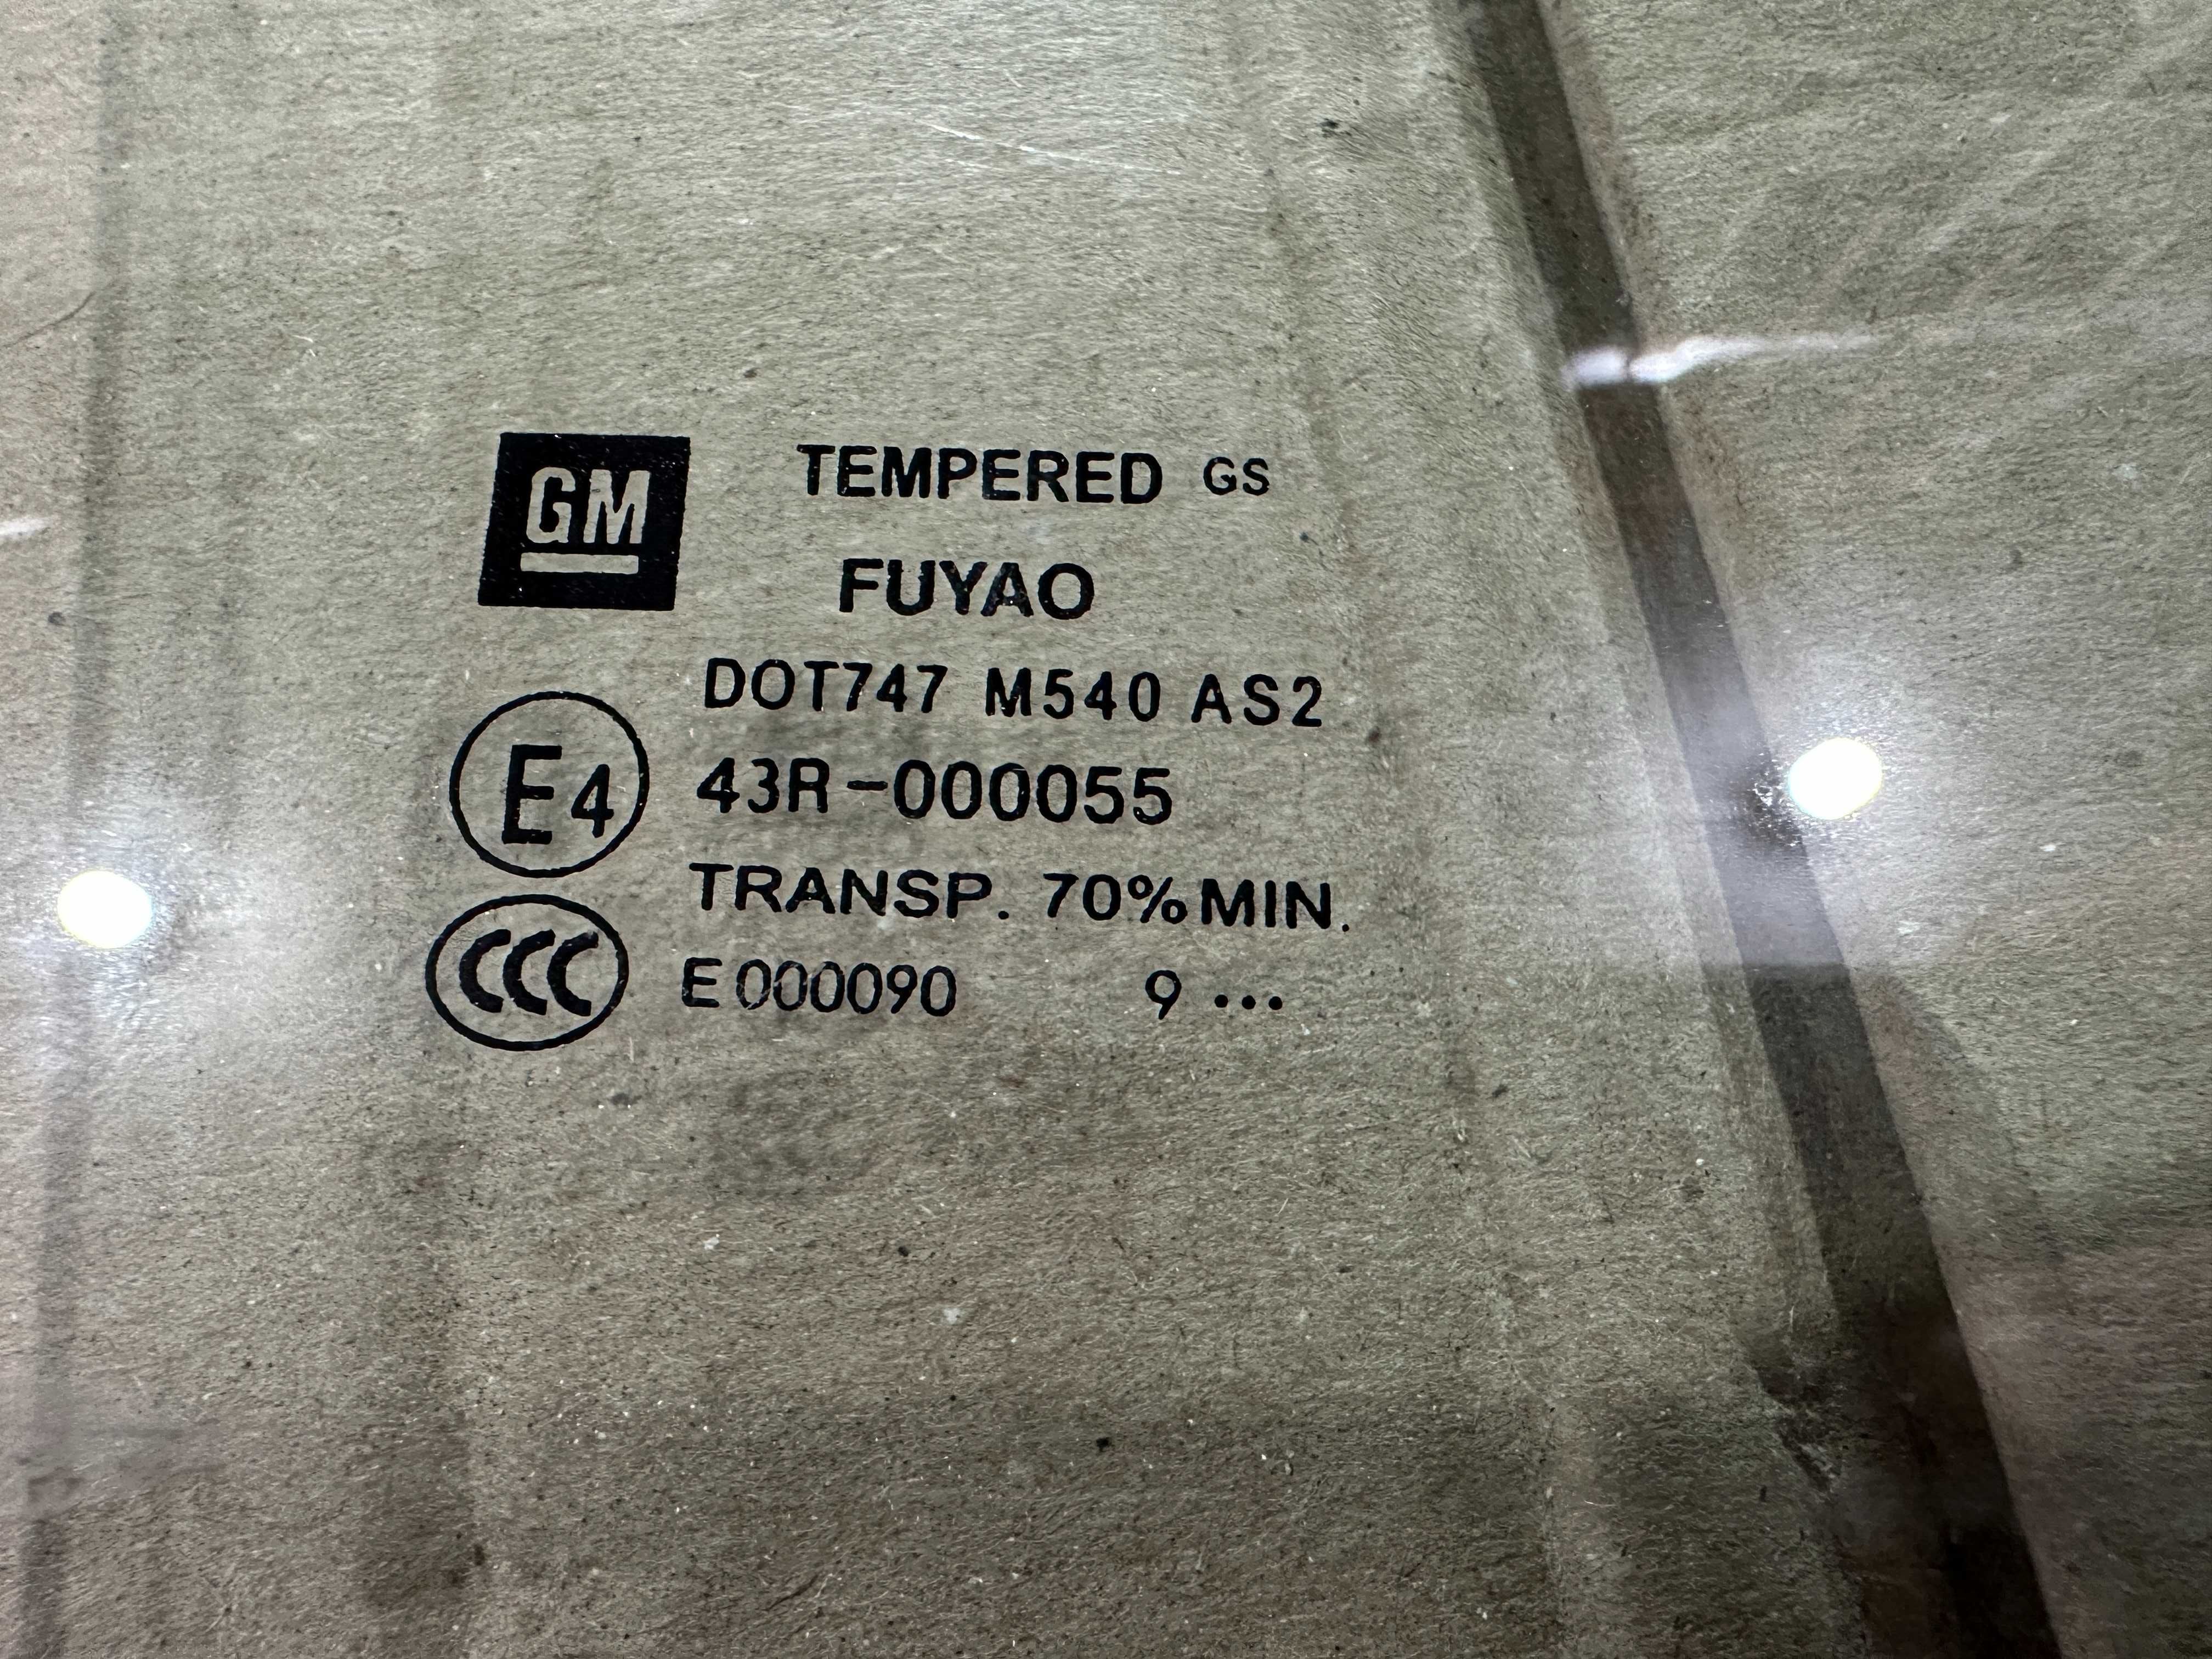 GM
TEMPERED GS
FUYAO
DOT747 M540 AS2
E4
43R-000055
TRANSP. 70%MIN.
CCC
E000090 9 •••